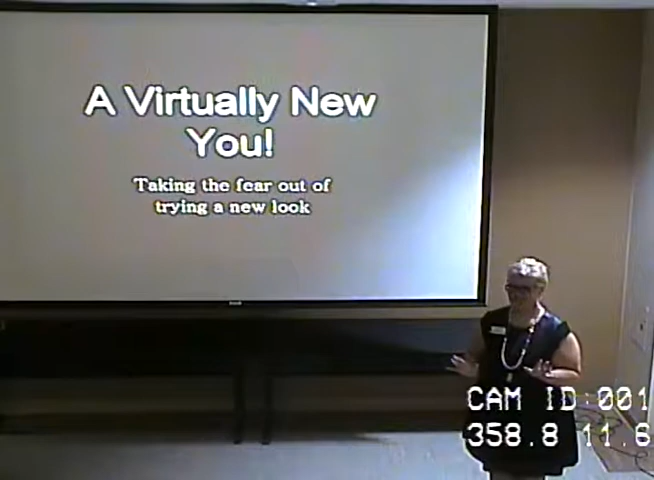 A Virtually New
You!
Taking the fear out of
trying a new look
CAM ID:001
358.8 11.6